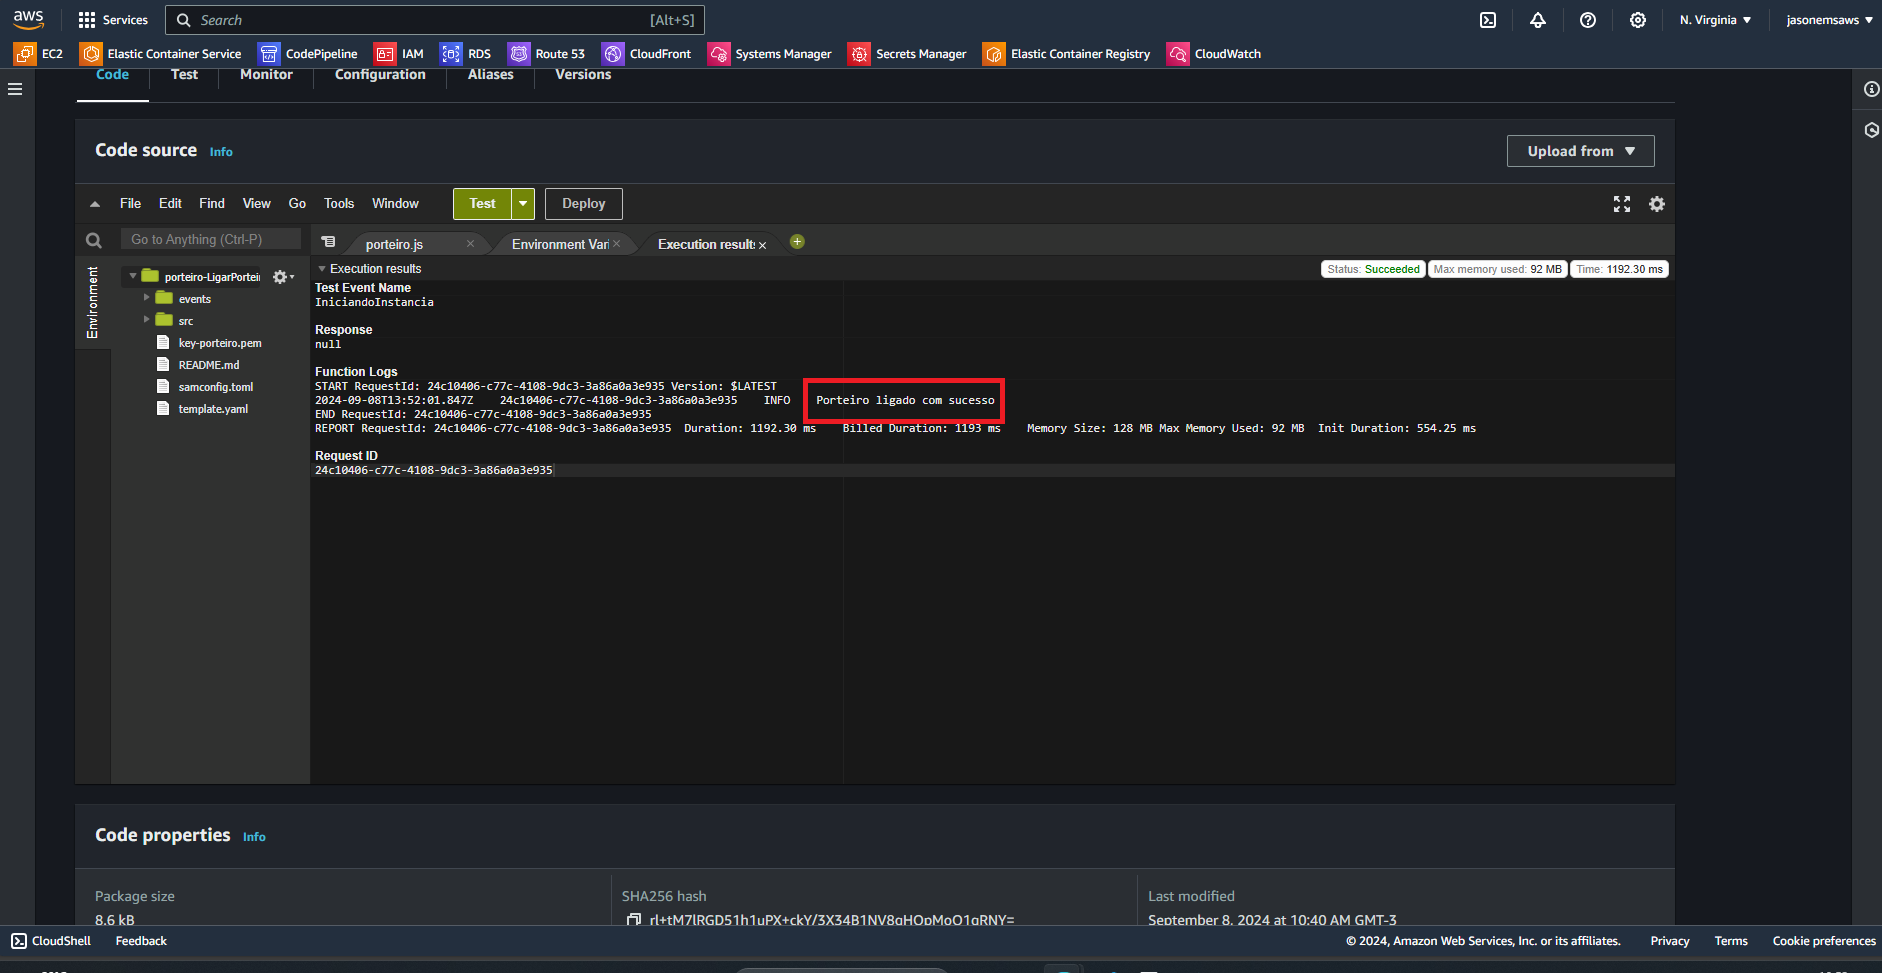 aws Services Search [Alt+S] N. Virginia jasonemsaws
EC2 Elastic Container Service CodePipeline IAM RDS Route 53 CloudFront Systems Manager Secrets Manager Elastic Container Registry CloudWatch
Code Test Monitor Configuration Aliases Versions
Code source Info Upload from
File Edit Find View Go Tools Window Test Deploy
Go to Anything (Ctrl-P) porteiro.js Environment Vari Execution results
Environment
porteiro-LigarPorteir
events
src
key-porteiro.pem
README.md
samconfig.toml
template.yaml
Execution results Status: Succeeded Max memory used: 92 MB Time: 1192.30 ms
Test Event Name
IniciandoInstancia
Response
null
Function Logs
START RequestId: 24c10406-c77c-4108-9dc3-3a86a0a3e935 Version: $LATEST
2024-09-08T13:52:01.847Z 24c10406-c77c-4108-9dc3-3a86a0a3e935 INFO Porteiro ligado com sucesso
END RequestId: 24c10406-c77c-4108-9dc3-3a86a0a3e935
REPORT RequestId: 24c10406-c77c-4108-9dc3-3a86a0a3e935 Duration: 1192.30 ms Billed Duration: 1193 ms Memory Size: 128 MB Max Memory Used: 92 MB Init Duration: 554.25 ms
Request ID
24c10406-c77c-4108-9dc3-3a86a0a3e935
Code properties Info
Package size SHA256 hash Last modified
8.6 kB September 8, 2024 at 10:40 AM GMT-3
CloudShell Feedback © 2024, Amazon Web Services, Inc. or its affiliates. Privacy Terms Cookie preferences